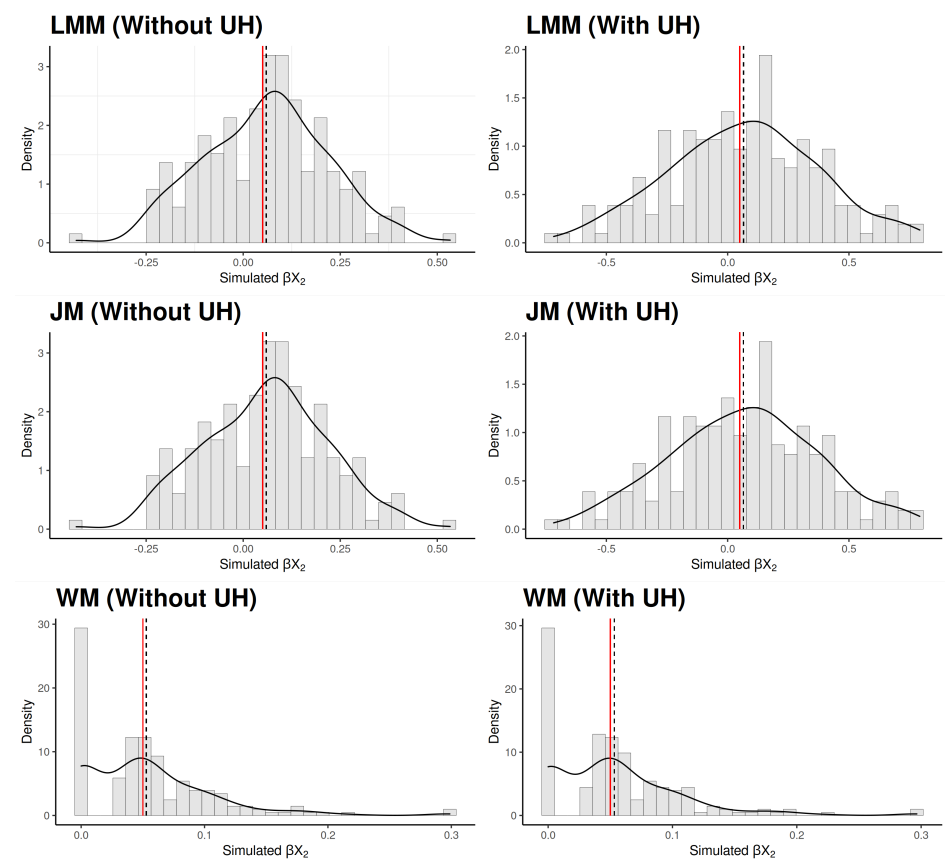 LMM (Without UH)
Density
3
2
1
0
-0.25 0.00 0.25 0.50
Simulated βX₂
LMM (With UH)
Density
2.0
1.5
1.0
0.5
0.0
-0.5 0.0 0.5
Simulated βX₂
JM (Without UH)
Density
3
2
1
0
-0.25 0.00 0.25 0.50
Simulated βX₂
JM (With UH)
Density
2.0
1.5
1.0
0.5
0.0
-0.5 0.0 0.5
Simulated βX₂
WM (Without UH)
Density
30
20
10
0
0.0 0.1 0.2 0.3
Simulated βX₂
WM (With UH)
Density
30
20
10
0
0.0 0.1 0.2 0.3
Simulated βX₂